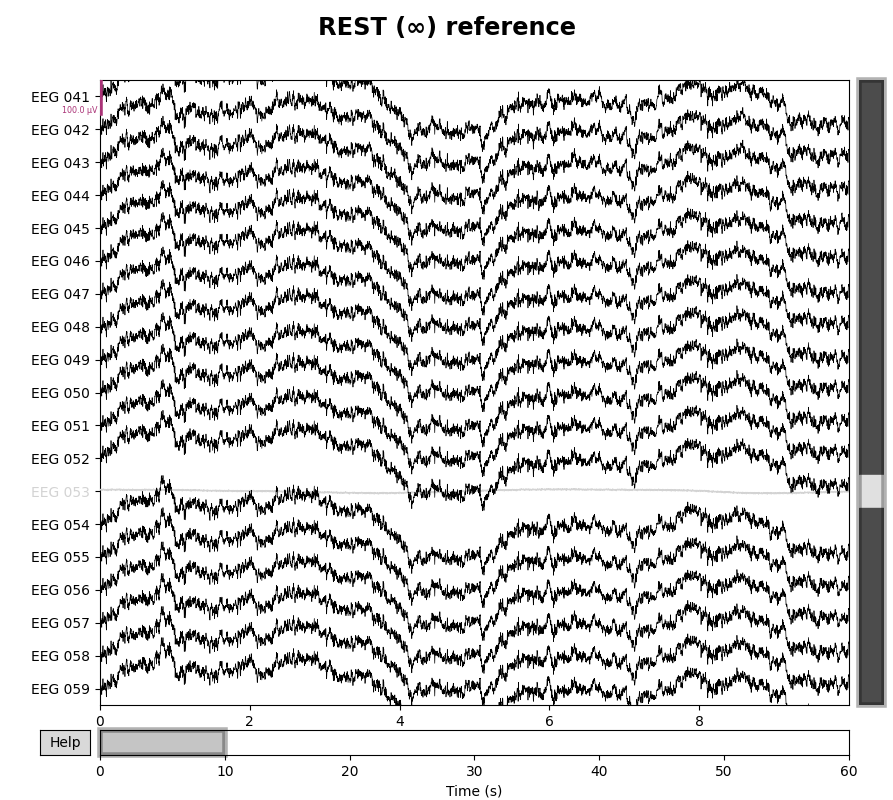 REST (∞) reference
EEG 041
100.0 µV
EEG 042
EEG 043
EEG 044
EEG 045
EEG 046
EEG 047
EEG 048
EEG 049
EEG 050
EEG 051
EEG 052
EEG 053
EEG 054
EEG 055
EEG 056
EEG 057
EEG 058
EEG 059
0 2 4 6 8
Help
0 10 20 30 40 50 60
Time (s)